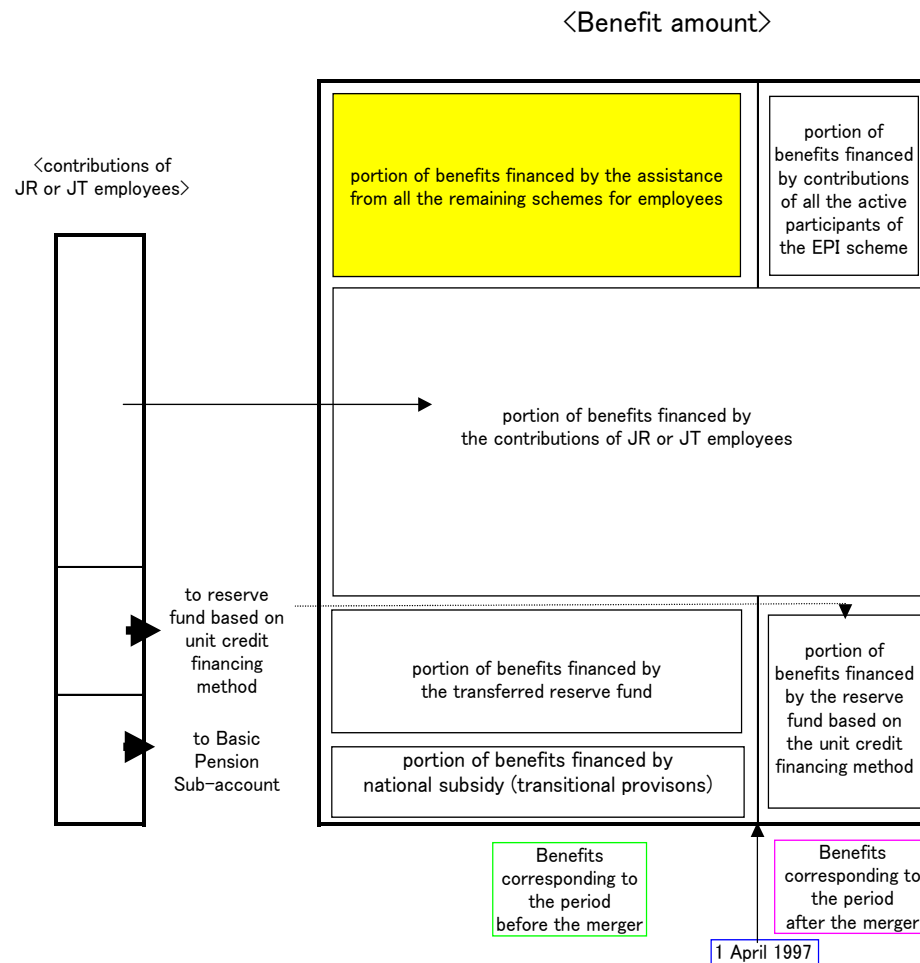 <Benefit amount>
<contributions of
JR or JT employees>
portion of benefits financed by the assistance
from all the remaining schemes for employees
portion of
benefits financed
by contributions
of all the active
participants of
the EPI scheme
portion of benefits financed by
the contributions of JR or JT employees
to reserve
fund based on
unit credit
financing
method
portion of benefits financed by
the transferred reserve fund
portion of
benefits financed
by the reserve
fund based on
the unit credit
financing method
to Basic
Pension
Sub-account
portion of benefits financed by
national subsidy (transitional provisons)
Benefits
corresponding to
the period
before the merger
Benefits
corresponding to
the period
after the merger
1 April 1997